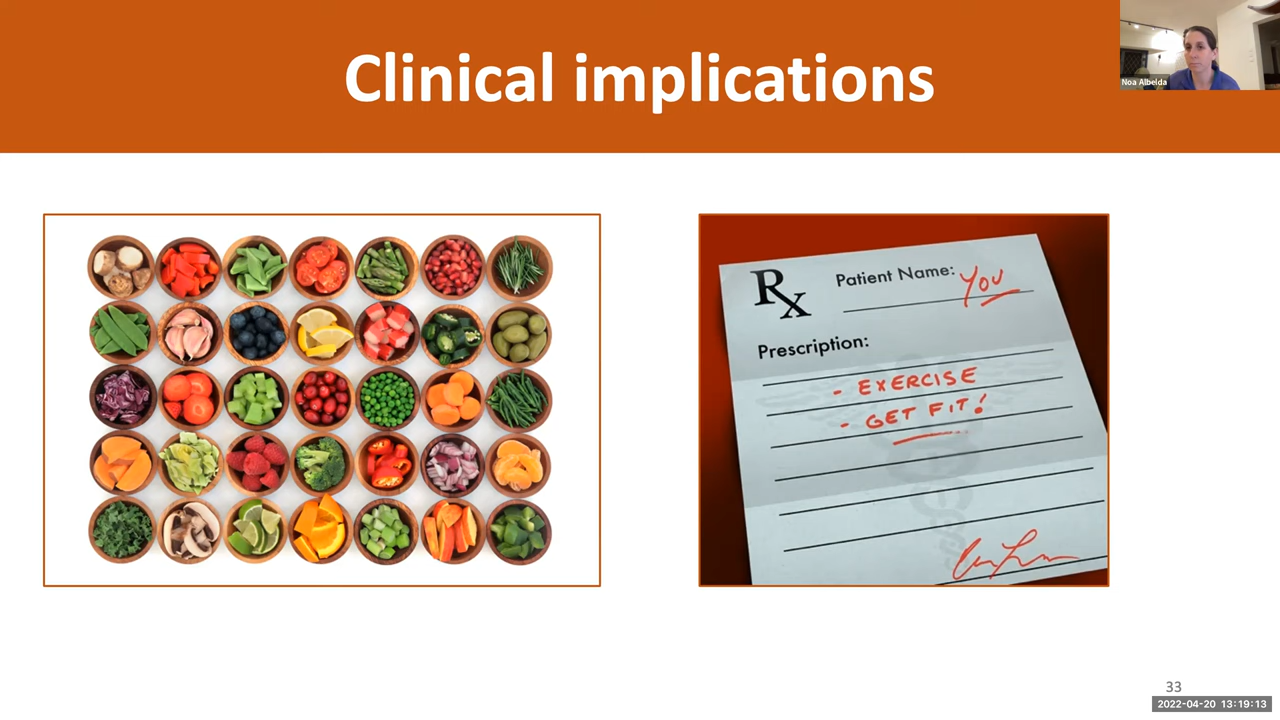 Clinical implications
Noa Albelda
Rx
Patient Name: You
Prescription:
- EXERCISE
- GET FIT!
33
2022-04-20 13:19:13